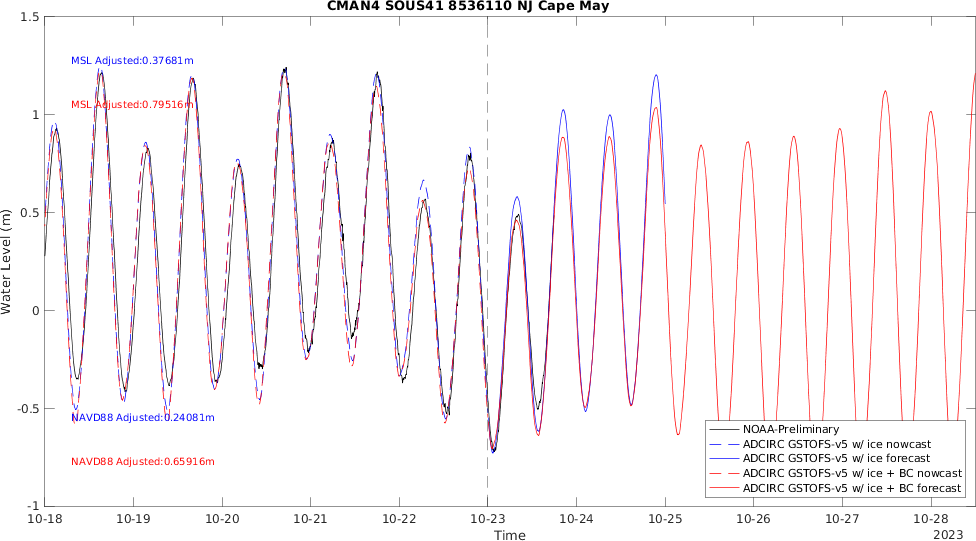 CMAN4 SOUS41 8536110 NJ Cape May
1.5
1
0.5
0
-0.5
-1
Water Level (m)
MSL Adjusted:0.37681m
MSL Adjusted:0.79516m
NAVD88 Adjusted:0.24081m
NAVD88 Adjusted:0.65916m
NOAA-Preliminary
ADCIRC GSTOFS-v5 w/ ice nowcast
ADCIRC GSTOFS-v5 w/ ice forecast
ADCIRC GSTOFS-v5 w/ ice + BC nowcast
ADCIRC GSTOFS-v5 w/ ice + BC forecast
10-18 10-19 10-20 10-21 10-22 10-23 10-24 10-25 10-26 10-27 10-28
Time
2023